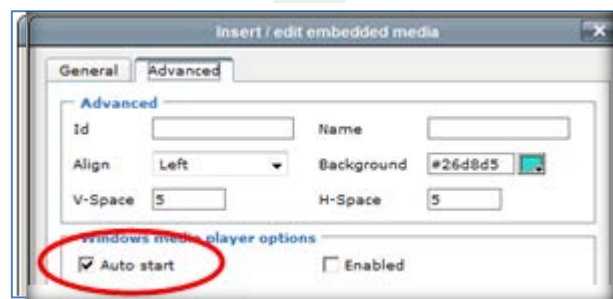 Insert / edit embedded media
General Advanced
Advanced
Id Name
Align Left Background #26d8d5
V-Space 5 H-Space 5
Windows media player options
Auto start Enabled